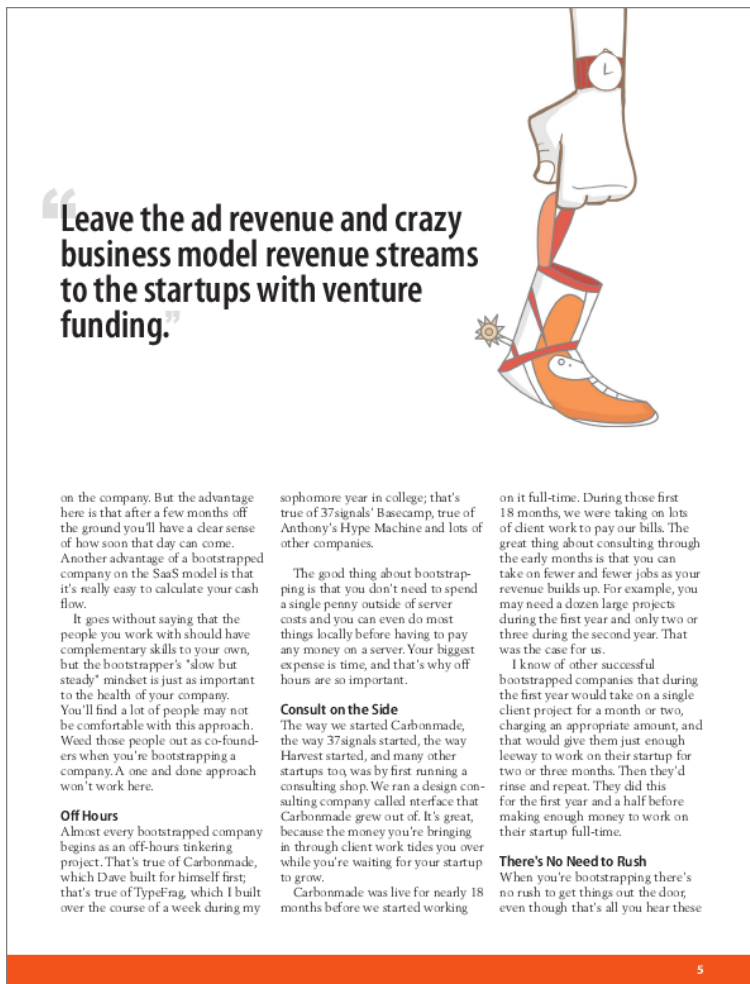 “Leave the ad revenue and crazy
business model revenue streams
to the startups with venture
funding.”
on the company. But the advantage
here is that after a few months off
the ground you'll have a clear sense
of how soon that day can come.
Another advantage of a bootstrapped
company on the SaaS model is that
it's really easy to calculate your cash
flow.
It goes without saying that the
people you work with should have
complementary skills to your own,
but the bootstrapper's "slow but
steady" mindset is just as important
to the health of your company.
You'll find a lot of people may not
be comfortable with this approach.
Weed those people out as co-found-
ers when you're bootstrapping a
company. A one and done approach
won't work here.
Off Hours
Almost every bootstrapped company
begins as an off-hours tinkering
project. That's true of Carbonmade,
which Dave built for himself first;
that's true of TypeFrag, which I built
over the course of a week during my
sophomore year in college; that's
true of 37signals' Basecamp, true of
Anthony's Hype Machine and lots of
other companies.
The good thing about bootstrap-
ping is that you don't need to spend
a single penny outside of server
costs and you can even do most
things locally before having to pay
any money on a server. Your biggest
expense is time, and that's why off
hours are so important.
Consult on the Side
The way we started Carbonmade,
the way 37signals started, the way
Harvest started, and many other
startups too, was by first running a
consulting shop. We ran a design con-
sulting company called nterface that
Carbonmade grew out of. It's great,
because the money you're bringing
in through client work tides you over
while you're waiting for your startup
to grow.
Carbonmade was live for nearly 18
months before we started working
on it full-time. During those first
18 months, we were taking on lots
of client work to pay our bills. The
great thing about consulting through
the early months is that you can
take on fewer and fewer jobs as your
revenue builds up. For example, you
may need a dozen large projects
during the first year and only two or
three during the second year. That
was the case for us.
I know of other successful
bootstrapped companies that during
the first year would take on a single
client project for a month or two,
charging an appropriate amount, and
that would give them just enough
leeway to work on their startup for
two or three months. Then they'd
rinse and repeat. They did this
for the first year and a half before
making enough money to work on
their startup full-time.
There's No Need to Rush
When you're bootstrapping there's
no rush to get things out the door,
even though that's all you hear these
5